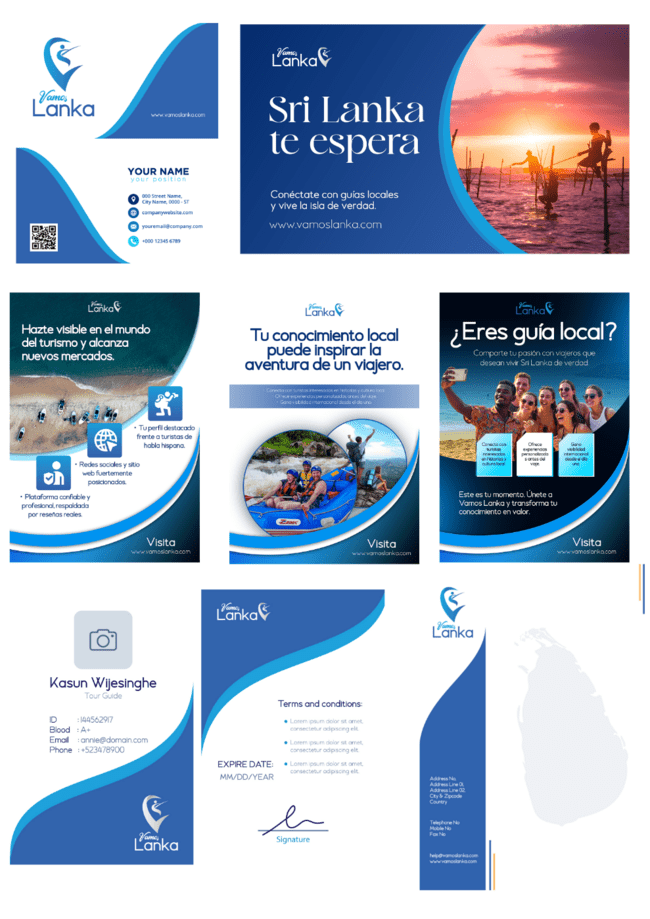 Vamos
Lanka
www.vamoslanka.com
YOUR NAME
your position
000 Street Name,
City Name, 0000 - 37
companywebsite.com
youremail@company.com
+000 12345 6789
Vamos
Lanka
Sri Lanka
te espera
Conéctate con guías locales
y vive la isla de verdad.
www.vamoslanka.com
Vamos
Lanka
Hazte visible en el mundo
del turismo y alcanza
nuevos mercados.
• Tu perfil destacado
frente a turistas de
habla hispana.
• Redes sociales y sitio
web fuertemente
posicionados.
• Plataforma confiable y
profesional, respaldada
por reseñas reales.
Visita
www.vamoslanka.com
Vamos
Lanka
Tu conocimiento local
puede inspirar la
aventura de un viajero.
Visita
www.vamoslanka.com
Vamos
Lanka
¿Eres guía local?
Comparte tu pasión con viajeros que
desean vivir Sri Lanka de verdad
Conecta con
turistas
interesados
en historia y
cultura local.
Ofrece
experiencias
personalizadas
antes del
viaje.
Gana
visibilidad
internacional
desde el día
uno.
Este es tu momento. Únete a
Vamos Lanka y transforma tu
conocimiento en valor.
Visita
www.vamoslanka.com
Kasun Wijesinghe
Tour Guide
ID : 144562917
Blood : A+
Email : annie@domain.com
Phone : +523478900
Vamos
Lanka
Vamos
Lanka
Terms and conditions:
Lorem ipsum dolor sit amet,
consectetur adipiscing elit.
Lorem ipsum dolor sit amet,
consectetur adipiscing elit.
Lorem ipsum dolor sit amet,
consectetur adipiscing elit.
EXPIRE DATE:
MM/DD/YEAR
Signature
Vamos
Lanka
Address No.
Address Line 01,
Address Line 02,
City & Zipcode
Country
Telephone No
Mobile No
Fax No
help@vamoslanka.com
www.vamoslanka.com